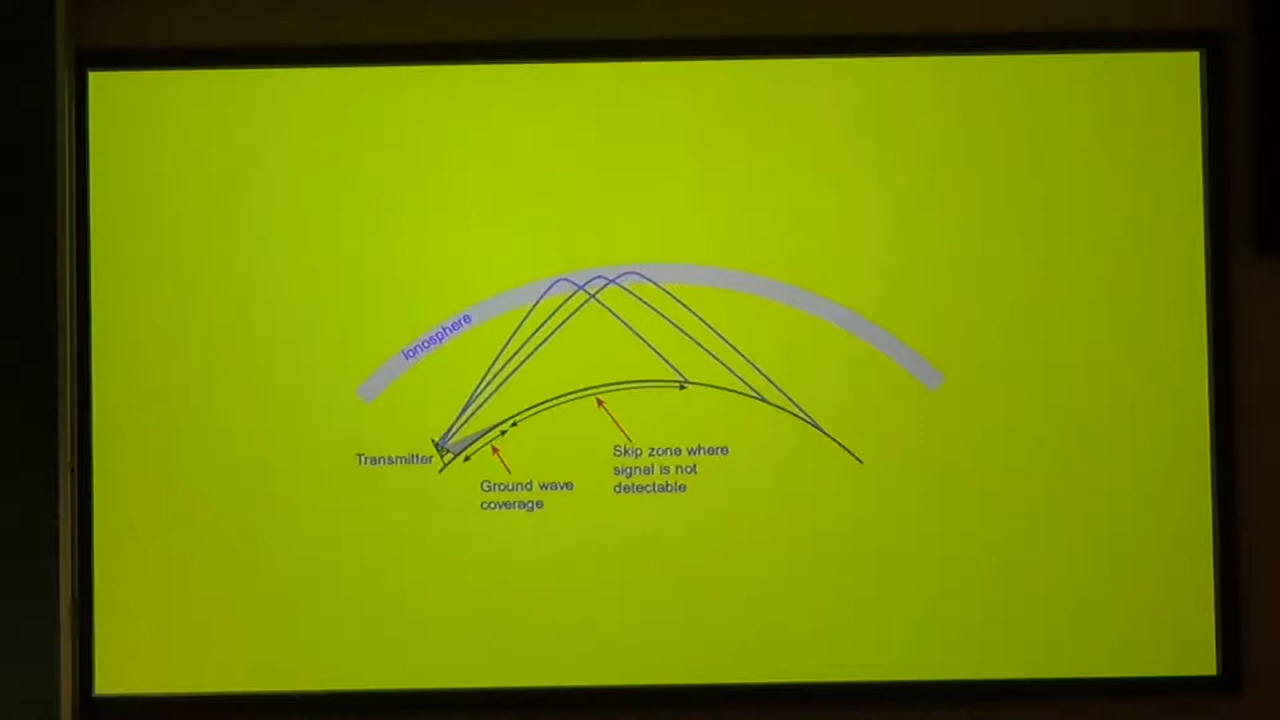 Ionosphere
Transmitter
Ground wave
coverage
Skip zone where
signal is not
detectable